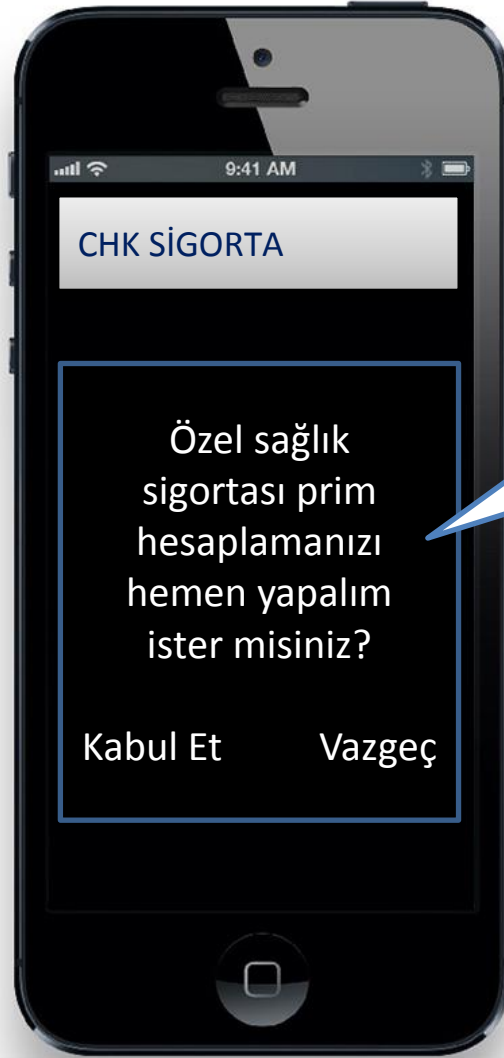 9:41 AM
CHK SİGORTA
Özel sağlık
sigortası prim
hesaplamanızı
hemen yapalım
ister misiniz?
Kabul Et Vazgeç